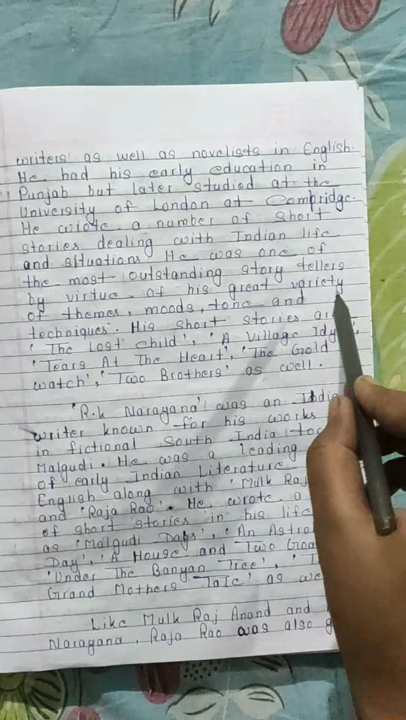 writers as well as novelists in English.
He had his early education in
Punjab but later studied at the
University of London at Combridge.
He wrote a number of short
stories dealing with Indian life
and situations. He was one of
the most outstanding story tellers
by virtue of his great variety
of themes, moods, tone and
techniques. His short stories are
'The Lost Child', 'A Village Idyll',
'Tears At The Heart', 'The Gold
watch', 'Two Brothers' as well.
'R.k Narayana' was an Indian
writer known for his works
in fictional South India
Malgudi. He was a leading
of early Indian Literature
English along with 'Mulk Raj
and 'Raja Rao'. He wrote a
of short stories in his life
as 'Malgudi Days', 'An
Day', 'A House and Two Goats'
'Under The Banyan Tree',
Grand Mothers Tale' as
Like Mulk Raj Anand and
Narayana, Raja Rao was also